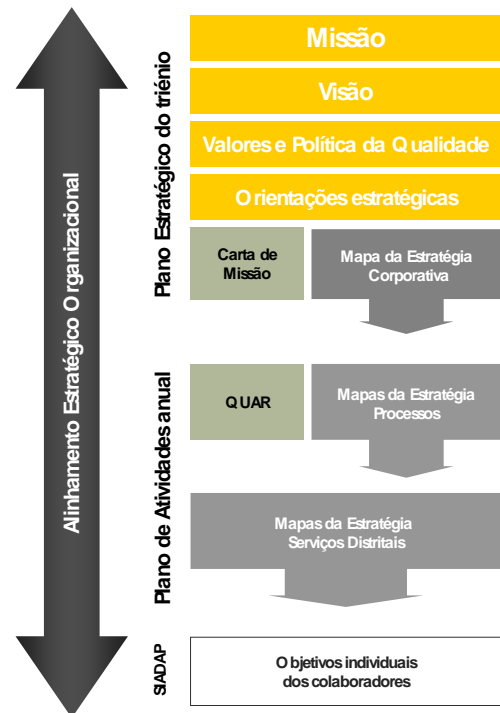 Alinhamento Estratégico Organizacional
Plano Estratégico do triénio
Missão
Visão
Valores e Política da Qualidade
Orientações estratégicas
Carta de
Missão
Mapa da Estratégia
Corporativa
Plano de Atividades anual
QUAR
Mapas da Estratégia
Processos
Mapas da Estratégia
Serviços Distritais
SIADAP
Objetivos individuais
dos colaboradores